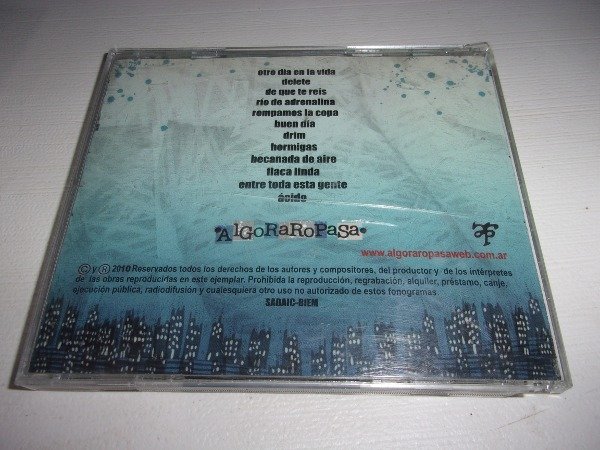 otro dia en la vida
delete
de que te reis
rio de adrenalina
rompamos la copa
buen dia
drim
hormigas
bocanada de aire
flaca linda
entre toda esta gente
ácido
ALGORAROPASA
www.algoraropasaweb.com.ar
© y ® 2010 Reservados todos los derechos de los autores y compositores, del productor y de los intérpretes
de las obras reproducidas en este ejemplar. Prohibida la reproducción, regrabación, alquiler, préstamo, canje,
ejecución pública, radiodifusion y cualesquiera otro uso no autorizado de estos fonogramas
SADAIC-BIEM